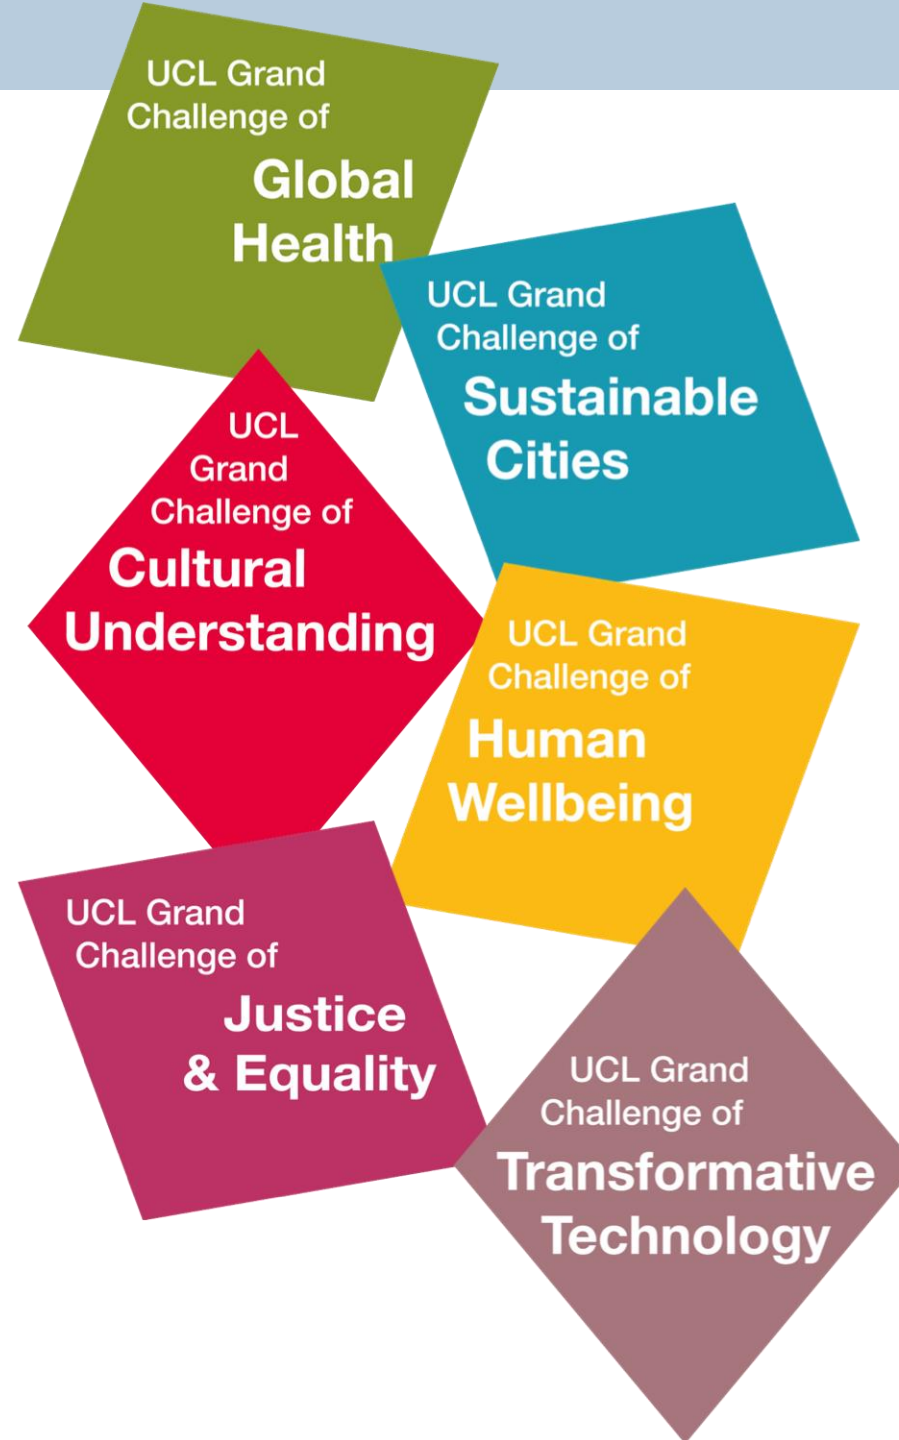 UCL Grand
Challenge of
Global
Health
UCL Grand
Challenge of
Sustainable
Cities
UCL
Grand
Challenge of
Cultural
Understanding
UCL Grand
Challenge of
Human
Wellbeing
UCL Grand
Challenge of
Justice
& Equality
UCL Grand
Challenge of
Transformative
Technology